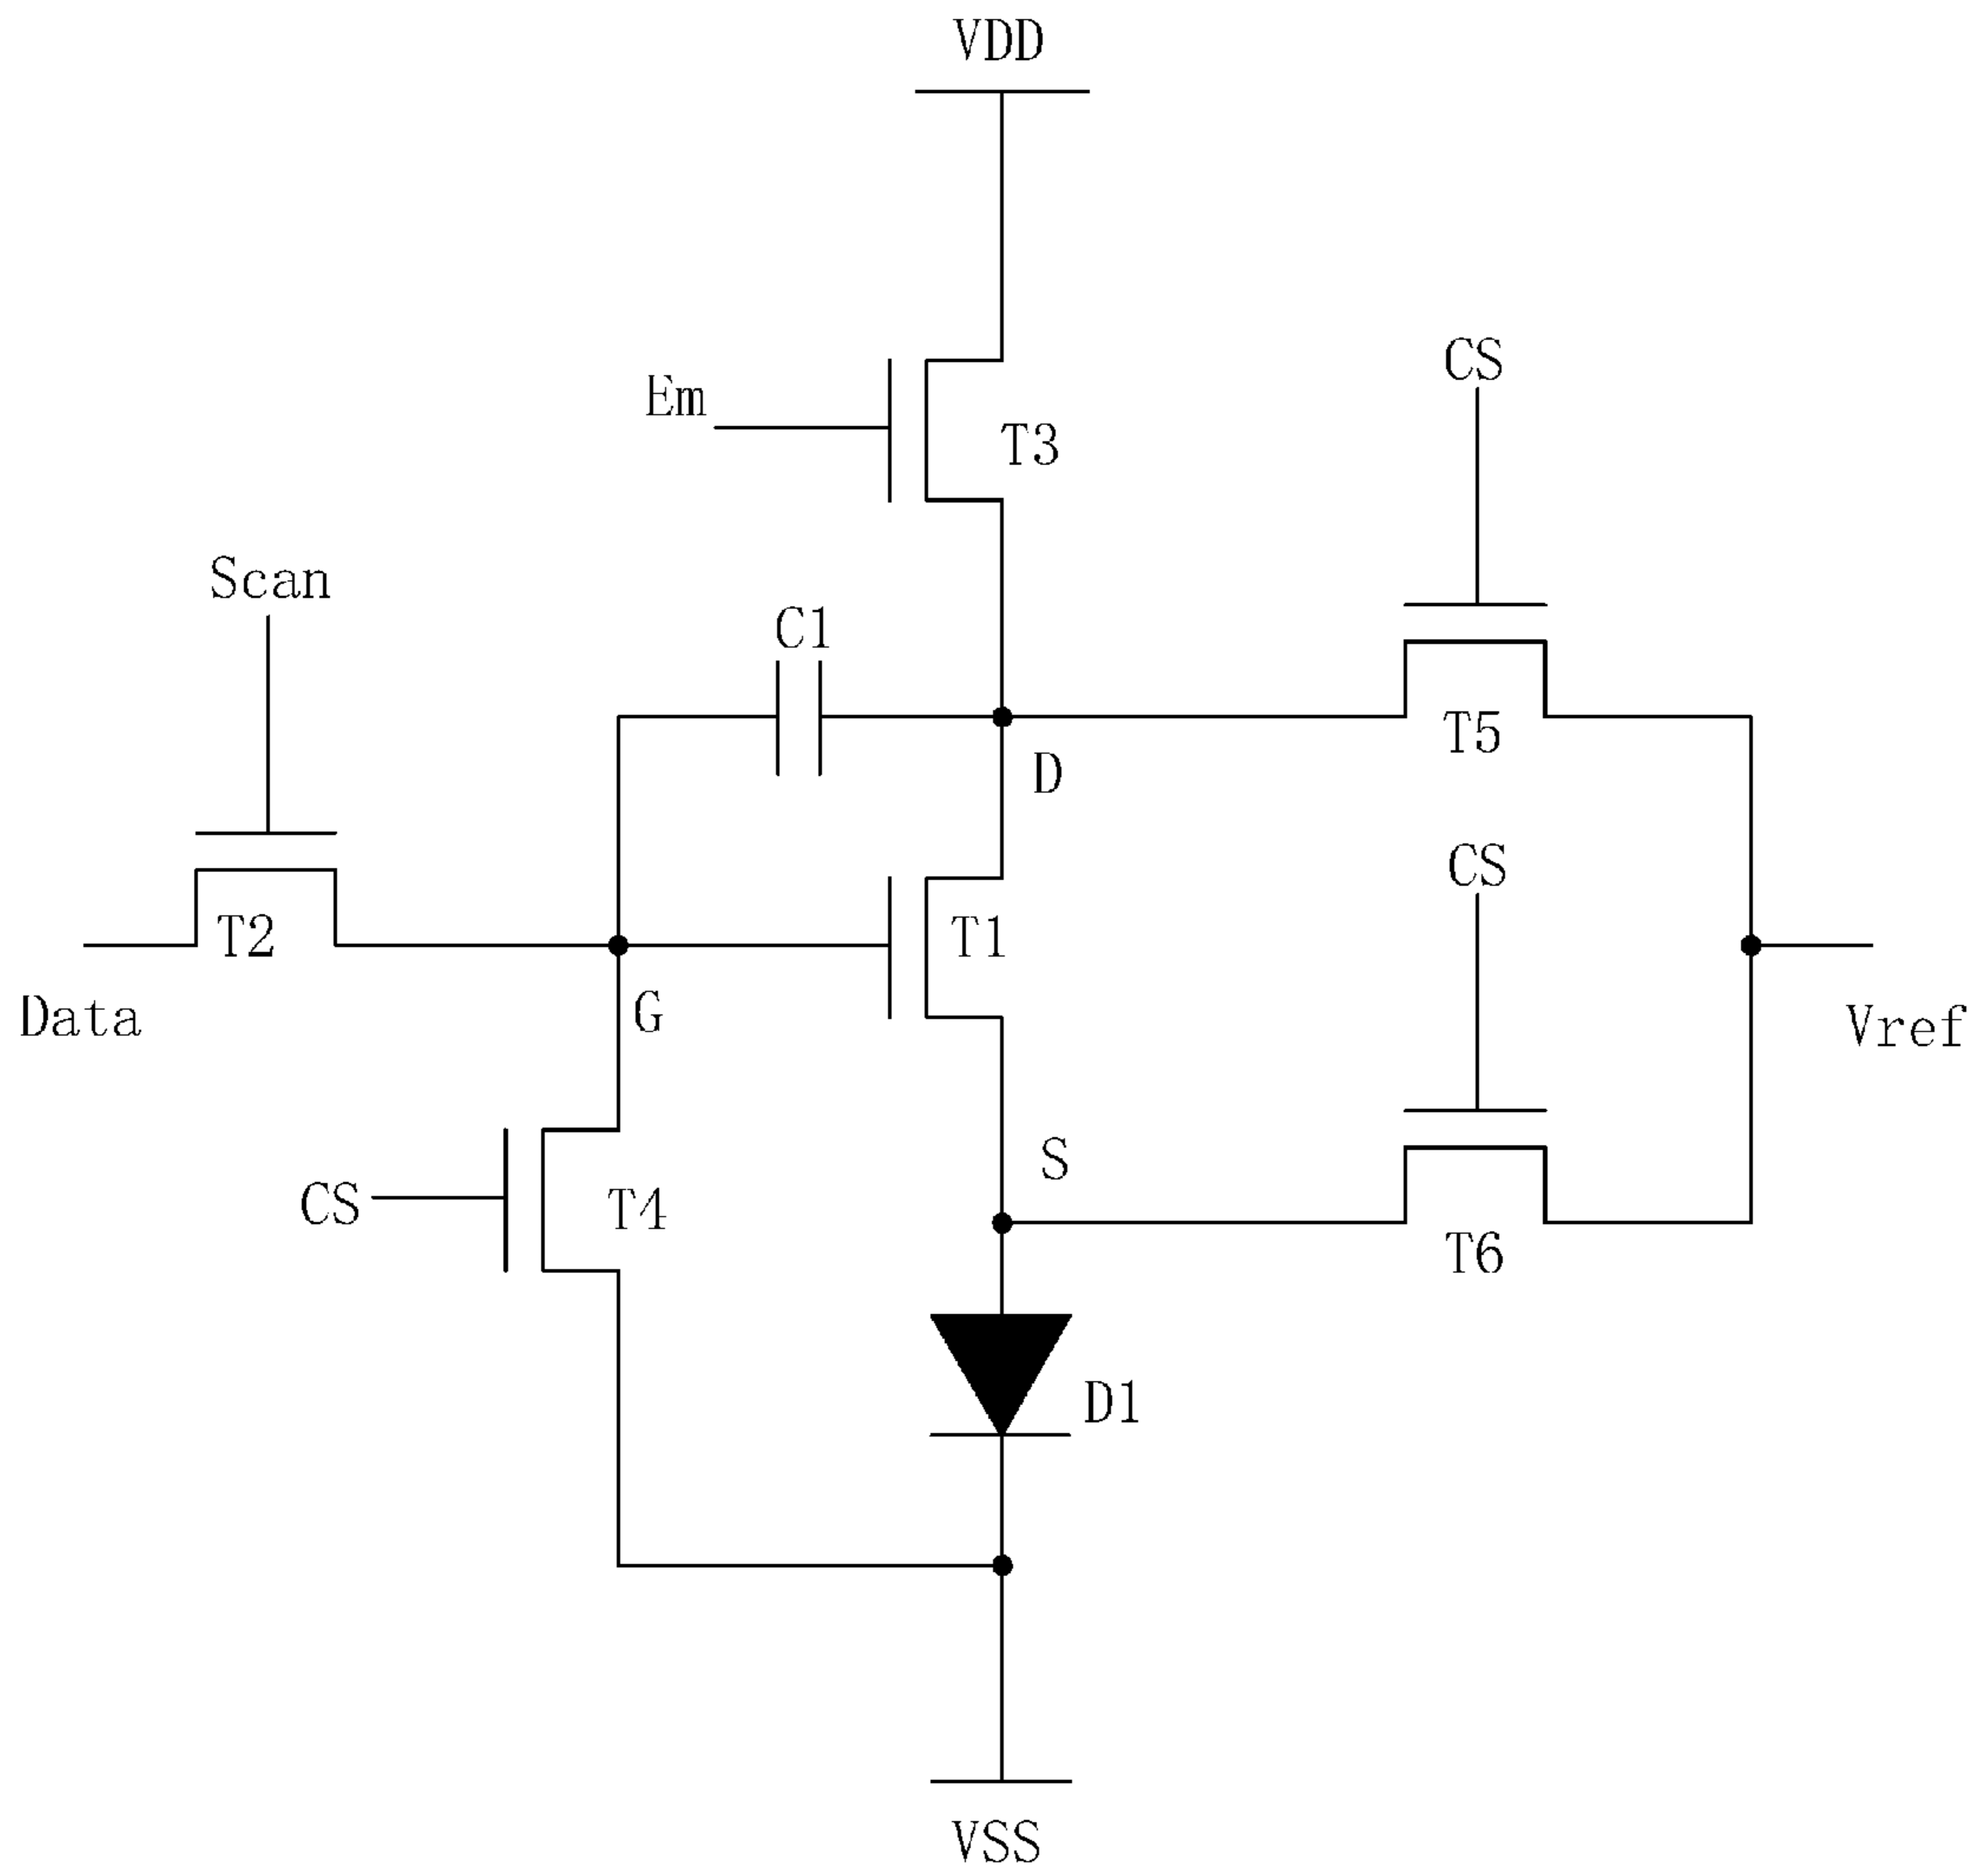 VDD
CS
Em
T3
Scan
C1
T5
D
CS
T2
T1
G
Data
Vref
S
CS
T4
T6
D1
VSS